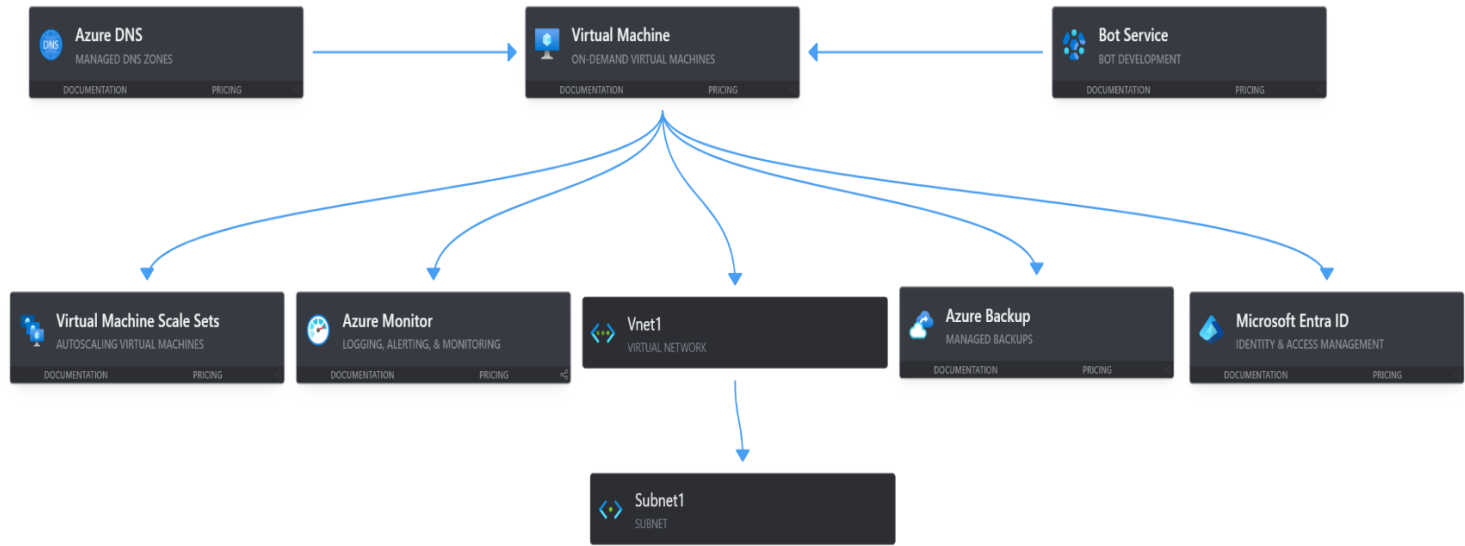 Azure DNS
MANAGED DNS ZONES
DOCUMENTATION PRICING
DNS
Virtual Machine
ON-DEMAND VIRTUAL MACHINES
DOCUMENTATION PRICING
Bot Service
BOT DEVELOPMENT
DOCUMENTATION PRICING
Virtual Machine Scale Sets
AUTOSCALING VIRTUAL MACHINES
DOCUMENTATION PRICING
Azure Monitor
LOGGING, ALERTING, & MONITORING
DOCUMENTATION PRICING
Vnet1
VIRTUAL NETWORK
Azure Backup
MANAGED BACKUPS
DOCUMENTATION PRICING
Microsoft Entra ID
IDENTITY & ACCESS MANAGEMENT
DOCUMENTATION PRICING
Subnet1
SUBNET